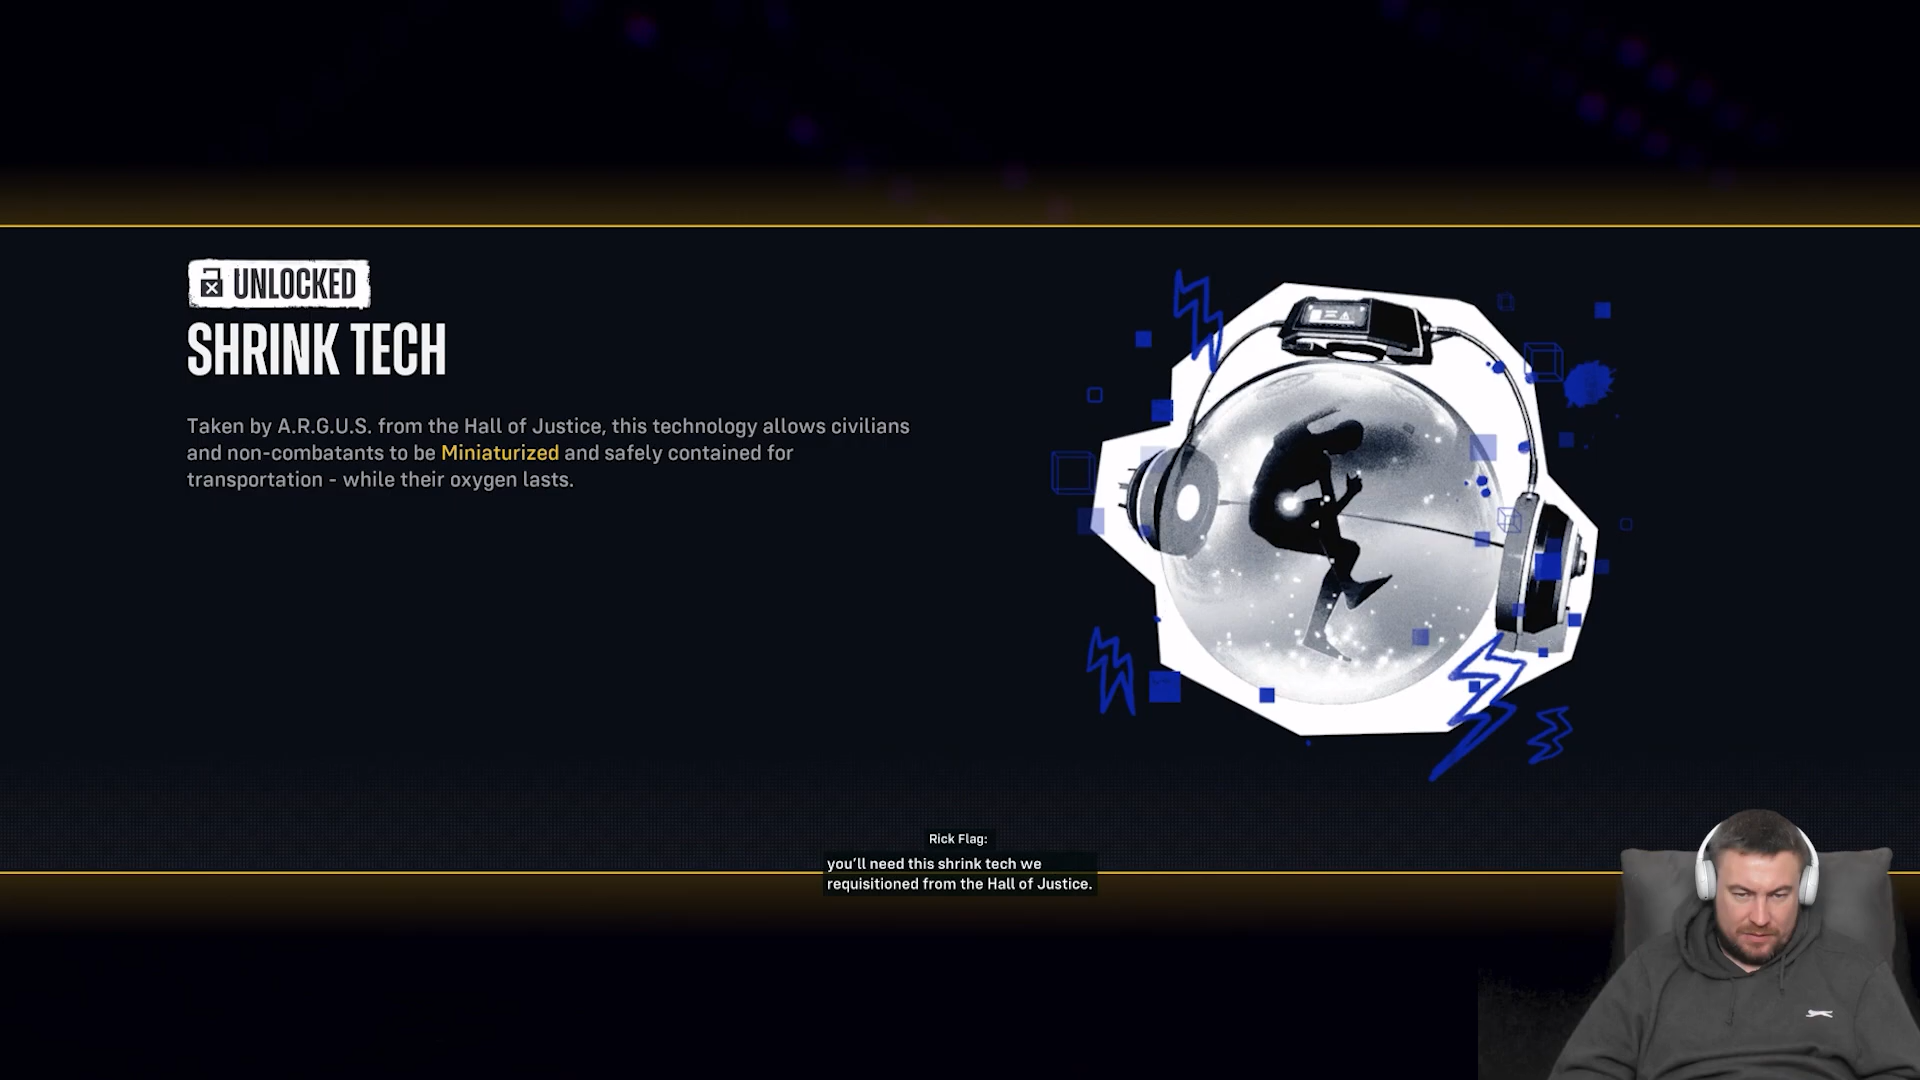 UNLOCKED
SHRINK TECH
Taken by A.R.G.U.S. from the Hall of Justice, this technology allows civilians
and non-combatants to be Miniaturized and safely contained for
transportation - while their oxygen lasts.
Rick Flag:
you'll need this shrink tech we
requisitioned from the Hall of Justice.